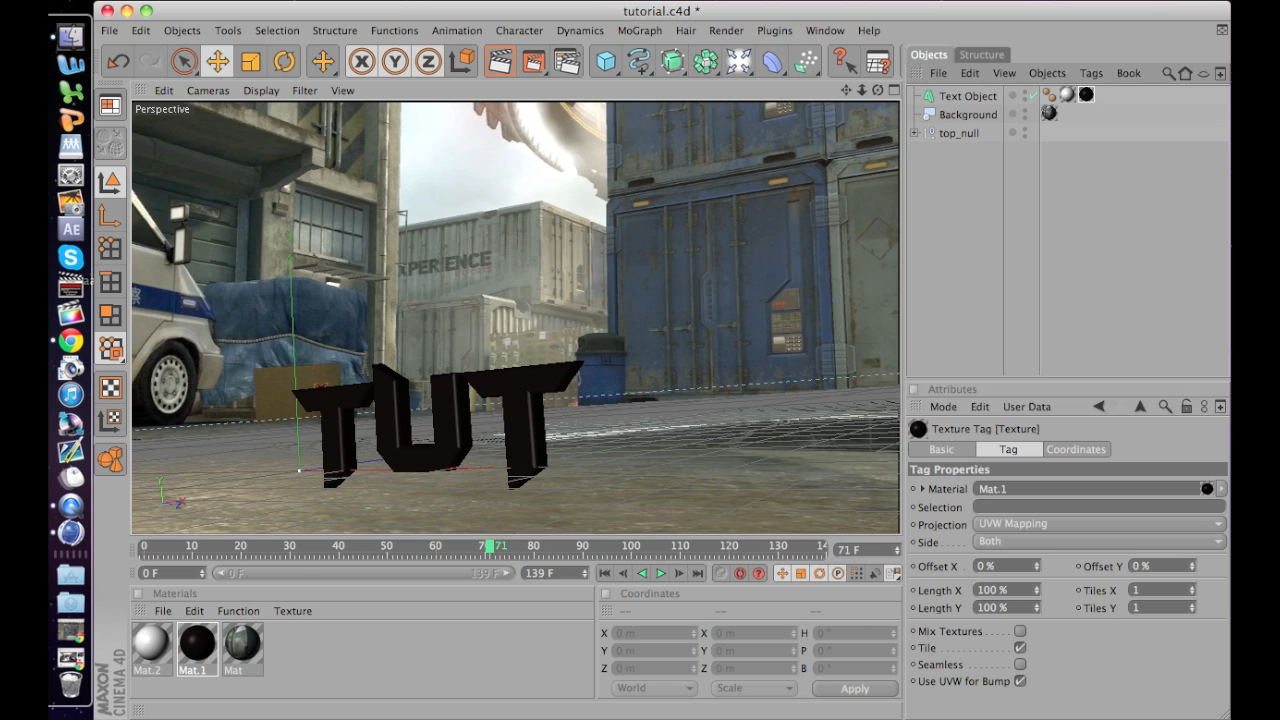 tutorial.c4d *
File Edit Objects Tools Selection Structure Functions Animation Character Dynamics MoGraph Hair Render Plugins Window Help
Objects Structure
File Edit View Objects Tags Book
Text Object
Background
top_null
Edit Cameras Display Filter View
Perspective
XPERIENCE
TUT
Ae
0 10 20 30 40 50 60 70 71 80 90 100 110 120 130 14
71 F
0 F
0 F 139 F
139 F
Materials
File Edit Function Texture
Mat.2 Mat.1 Mat
Coordinates
-- -- --
X 0 m X 0 m H 0 °
Y 0 m Y 0 m P 0 °
Z 0 m Z 0 m B 0 °
World Scale Apply
MAXON
CINEMA 4D
Attributes
Mode Edit User Data
Texture Tag [Texture]
Basic Tag Coordinates
Tag Properties
Material Mat.1
Selection
Projection UVW Mapping
Side Both
Offset X 0 % Offset Y 0 %
Length X 100 % Tiles X 1
Length Y 100 % Tiles Y 1
Mix Textures
Tile
Seamless
Use UVW for Bump